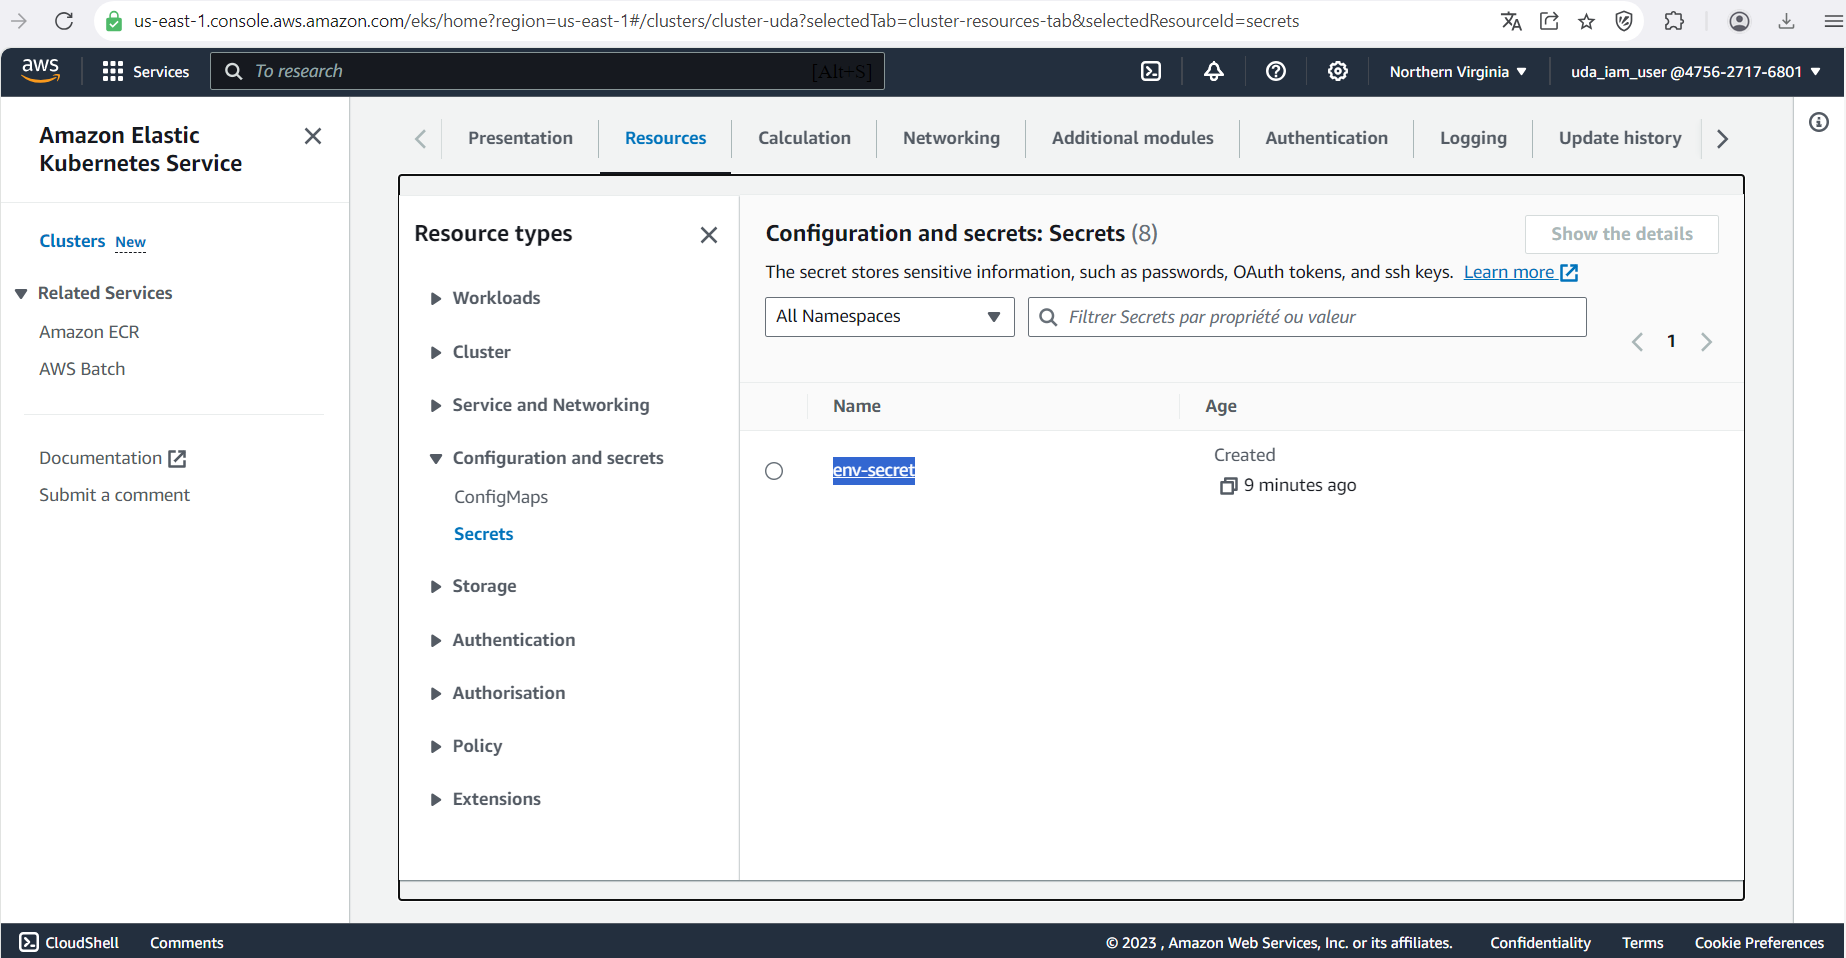 us-east-1.console.aws.amazon.com/eks/home?region=us-east-1#/clusters/cluster-uda?selectedTab=cluster-resources-tab&selectedResourceId=secrets
aws
Services
To research
[Alt+S]
Northern Virginia
uda_iam_user @4756-2717-6801
Amazon Elastic
Kubernetes Service
Clusters New
Related Services
Amazon ECR
AWS Batch
Documentation
Submit a comment
Presentation
Resources
Calculation
Networking
Additional modules
Authentication
Logging
Update history
Resource types
Workloads
Cluster
Service and Networking
Configuration and secrets
ConfigMaps
Secrets
Storage
Authentication
Authorisation
Policy
Extensions
Configuration and secrets: Secrets (8)
Show the details
The secret stores sensitive information, such as passwords, OAuth tokens, and ssh keys. Learn more
All Namespaces
Filtrer Secrets par propriété ou valeur
1
Name
Age
env-secret
Created
9 minutes ago
CloudShell
Comments
© 2023 , Amazon Web Services, Inc. or its affiliates.
Confidentiality
Terms
Cookie Preferences